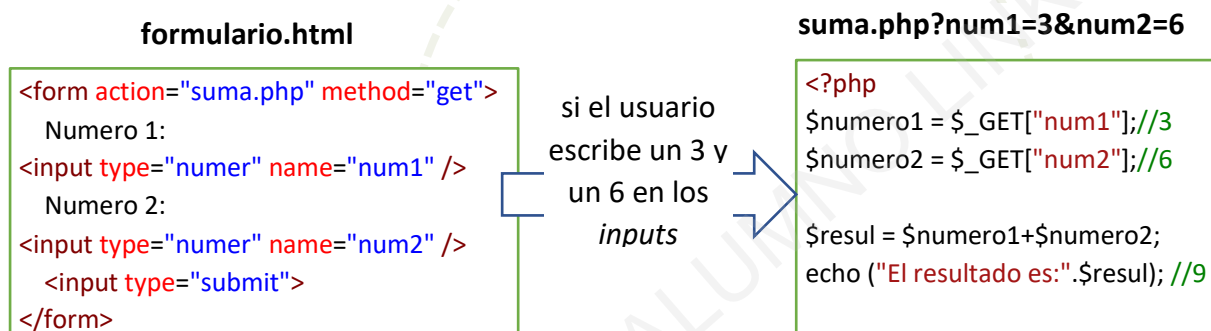 formulario.html
<form action="suma.php" method="get">
Numero 1:
<input type="numer" name="num1" />
Numero 2:
<input type="numer" name="num2" />
<input type="submit">
</form>
si el usuario
escribe un 3 y
un 6 en los
inputs
suma.php?num1=3&num2=6
<?php
$numero1 = $_GET["num1"];//3
$numero2 = $_GET["num2"];//6
$resul = $numero1+$numero2;
echo ("El resultado es:".$resul); //9